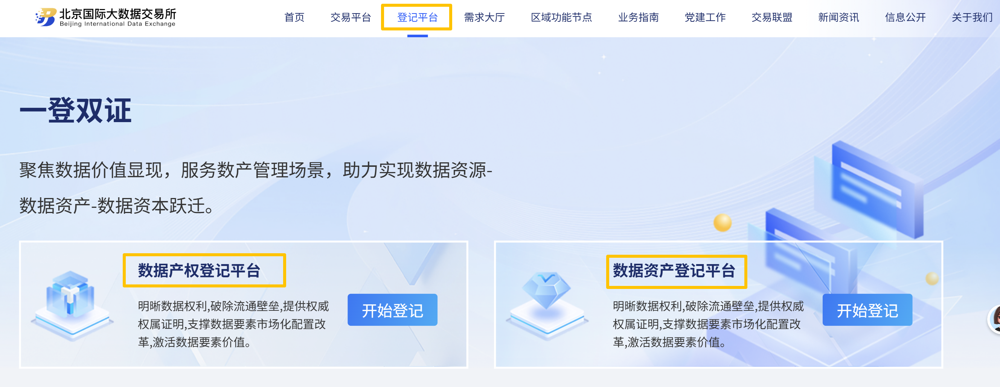 北京国际大数据交易所
Beijing International Data Exchange
首页 交易平台 登记平台 需求大厅 区域功能节点 业务指南 党建工作 交易联盟 新闻资讯 信息公开 关于我们
一登双证
聚焦数据价值显现，服务数产管理场景，助力实现数据资源-
数据资产-数据资本跃迁。
数据产权登记平台
明晰数据权利,破除流通壁垒,提供权威
权属证明,支撑数据要素市场化配置改
革,激活数据要素价值。
开始登记
数据资产登记平台
明晰数据权利,破除流通壁垒,提供权威
权属证明,支撑数据要素市场化配置改
革,激活数据要素价值。
开始登记